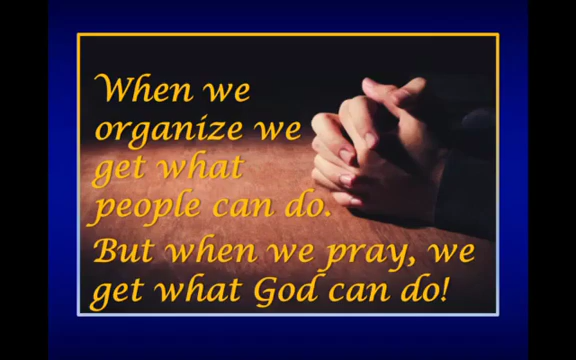 When we
organize we
get what
people can do.
But when we pray, we
get what God can do!